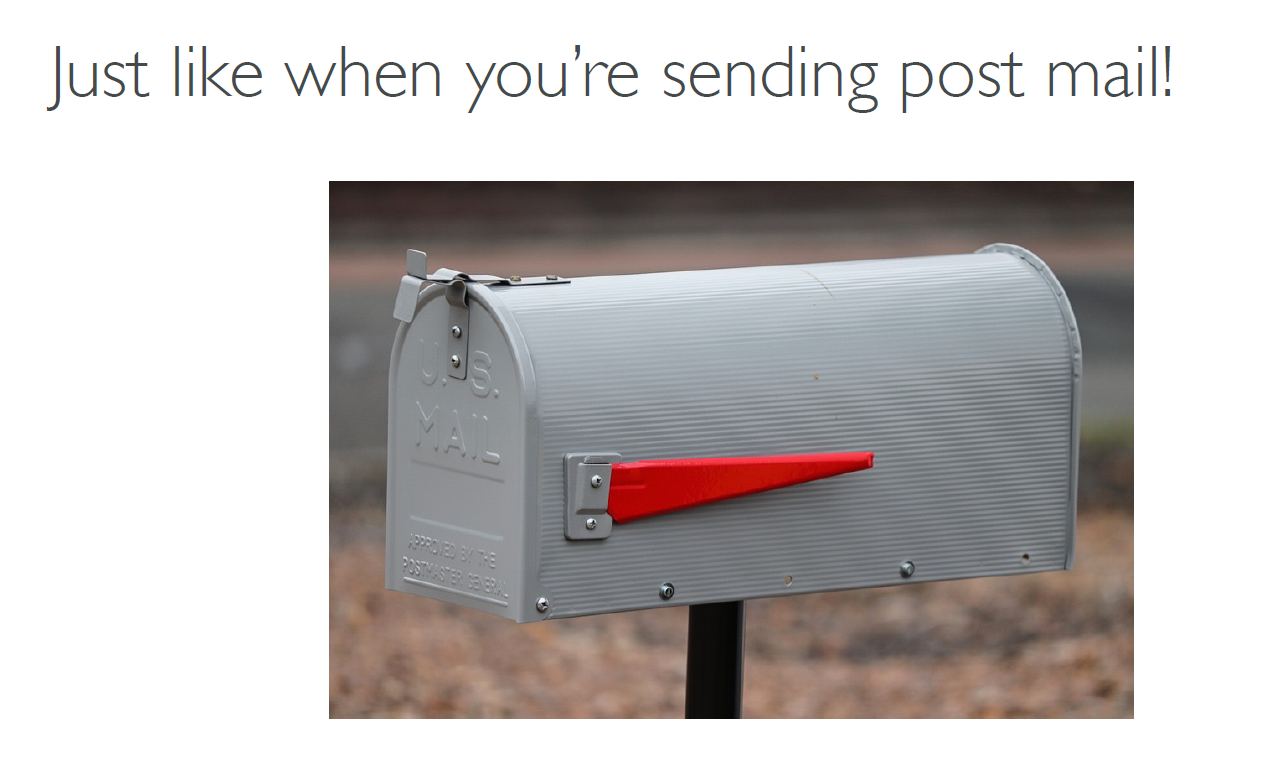 Just like when you’re sending post mail!
U. S.
MAIL
APPROVED BY THE
POSTMASTER GENERAL